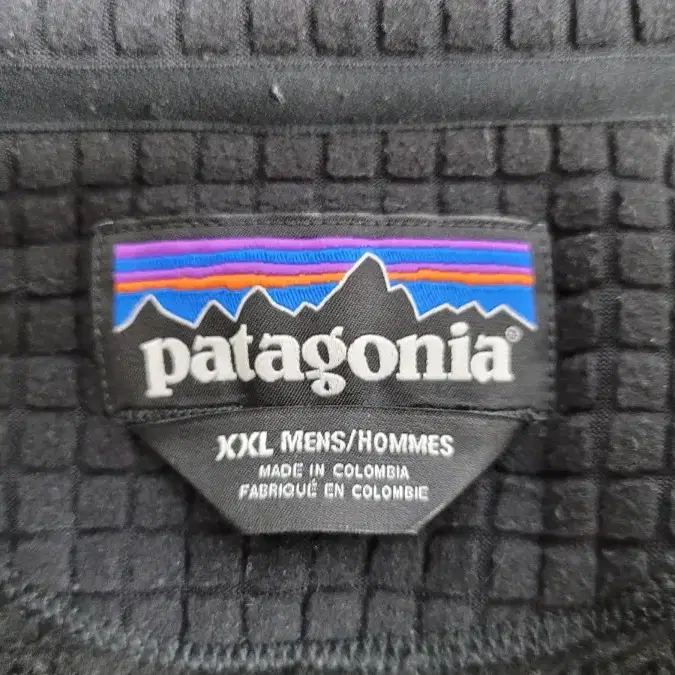 patagonia®
XXL MENS/HOMMES
MADE IN COLOMBIA
FABRIQUÉ EN COLOMBIE